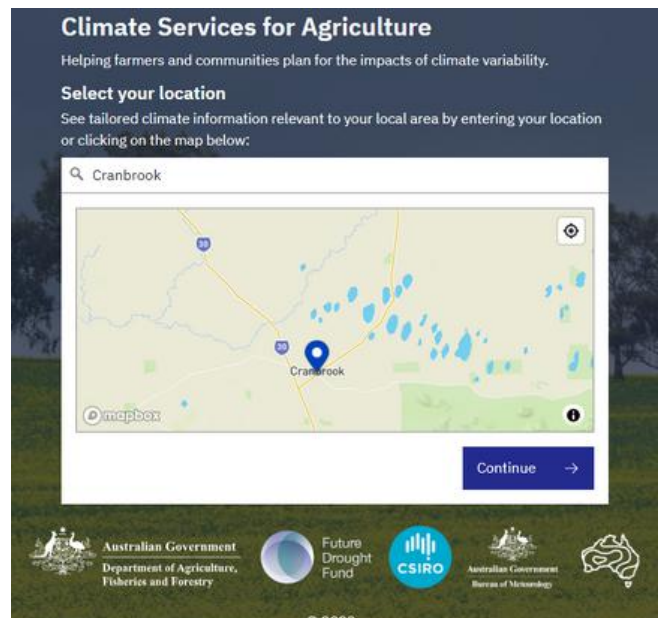 Climate Services for Agriculture
Helping farmers and communities plan for the impacts of climate variability.
Select your location
See tailored climate information relevant to your local area by entering your location
or clicking on the map below:
Cranbrook
30
30
Cranbrook
mapbox
Continue →
Australian Government
Department of Agriculture,
Fisheries and Forestry
Future
Drought
Fund
CSIRO
Australian Government
Bureau of Meteorology